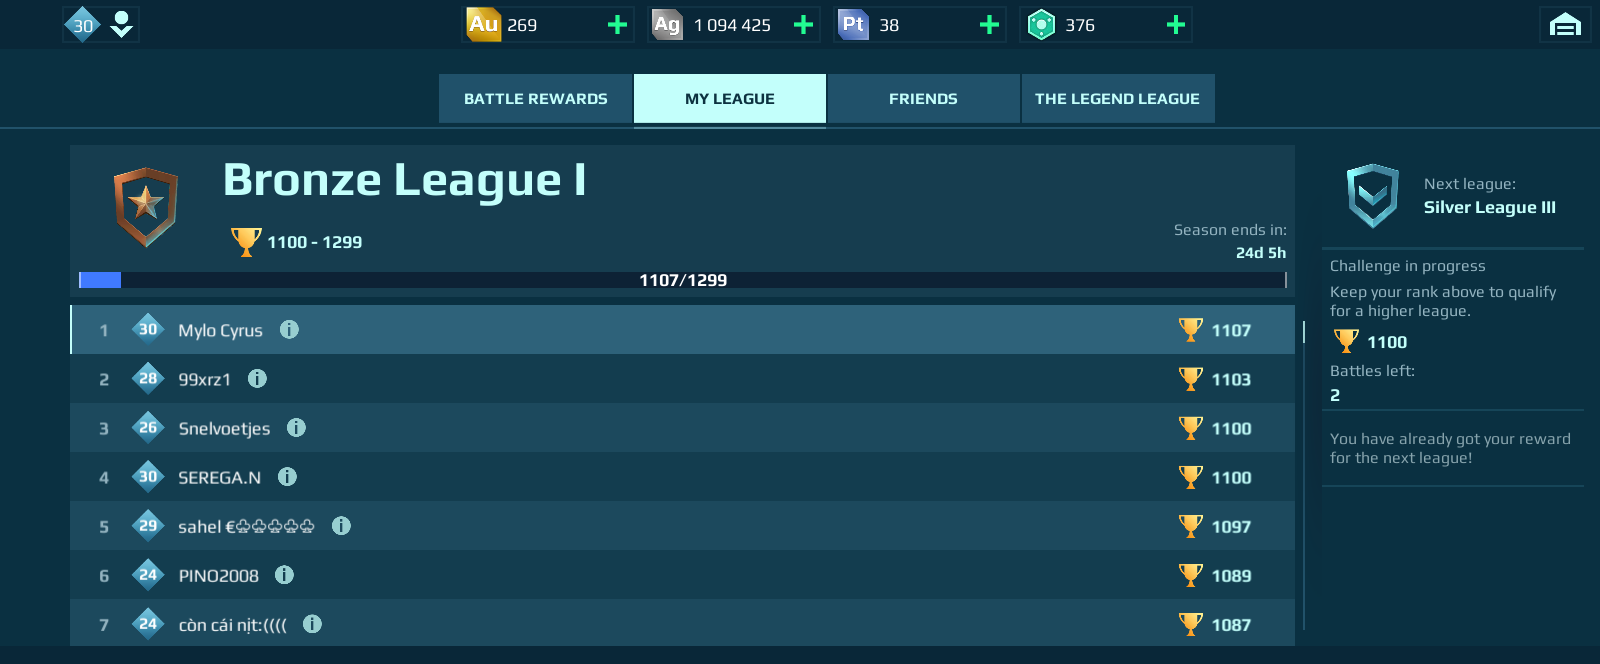 30
Au 269
Ag 1 094 425
Pt 38
376
BATTLE REWARDS
MY LEAGUE
FRIENDS
THE LEGEND LEAGUE
Bronze League I
1100 - 1299
Season ends in:
24d 5h
1107/1299
1 30 Mylo Cyrus i 1107
2 28 99xrz1 i 1103
3 26 Snelvoetjes i 1100
4 30 SEREGA.N i 1100
5 29 sahel €♧♧♧♧♧ i 1097
6 24 PINO2008 i 1089
7 24 còn cái nịt:(((( i 1087
Next league:
Silver League III
Challenge in progress
Keep your rank above to qualify
for a higher league.
1100
Battles left:
2
You have already got your reward
for the next league!